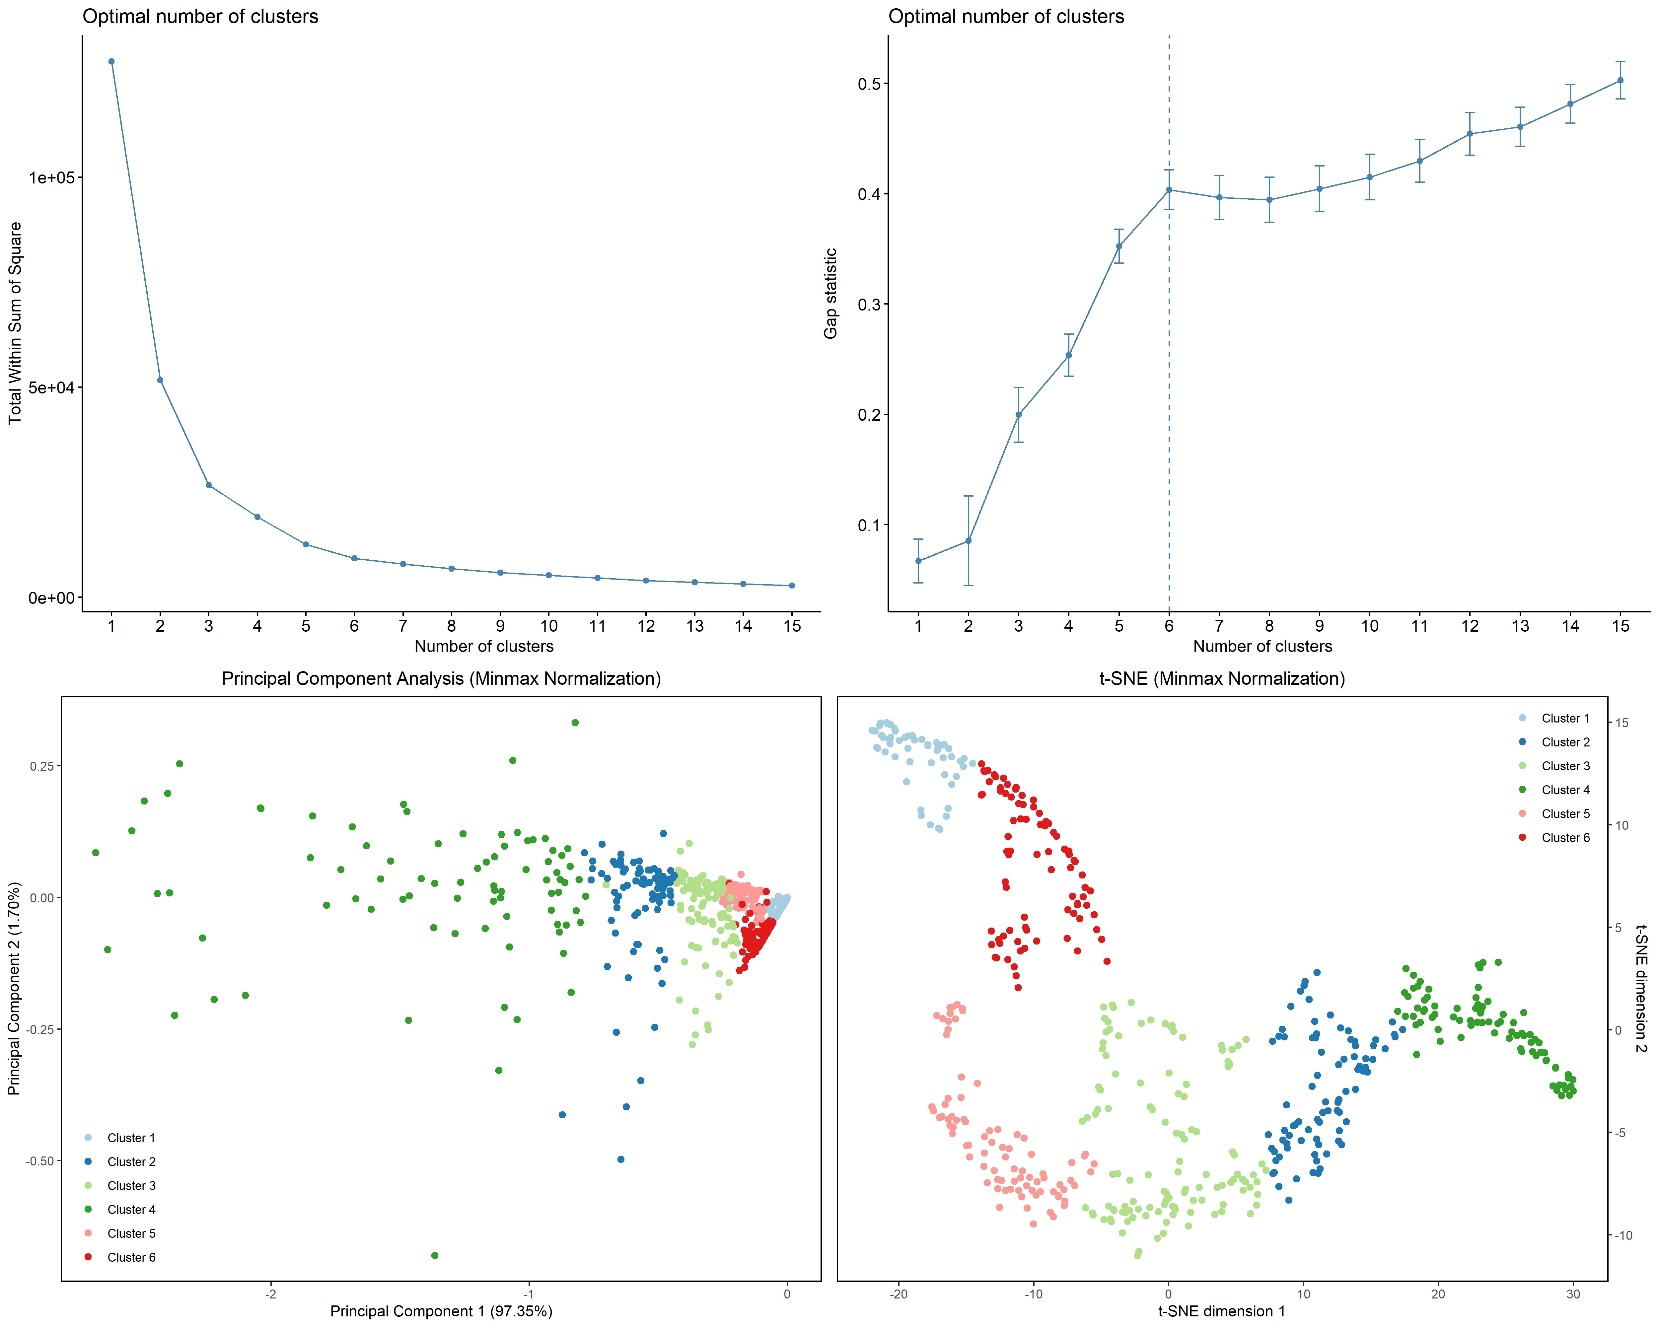 Optimal number of clusters
1e+05
5e+04
0e+00
Total Within Sum of Square
1 2 3 4 5 6 7 8 9 10 11 12 13 14 15
Number of clusters
Optimal number of clusters
0.5
0.4
0.3
0.2
0.1
Gap statistic
1 2 3 4 5 6 7 8 9 10 11 12 13 14 15
Number of clusters
Principal Component Analysis (Minmax Normalization)
0.25
0.00
-0.25
-0.50
Principal Component 2 (1.70%)
Cluster 1
Cluster 2
Cluster 3
Cluster 4
Cluster 5
Cluster 6
-2 -1 0
Principal Component 1 (97.35%)
t-SNE (Minmax Normalization)
Cluster 1
Cluster 2
Cluster 3
Cluster 4
Cluster 5
Cluster 6
15
10
5
0
-5
-10
t-SNE dimension 2
-20 -10 0 10 20 30
t-SNE dimension 1